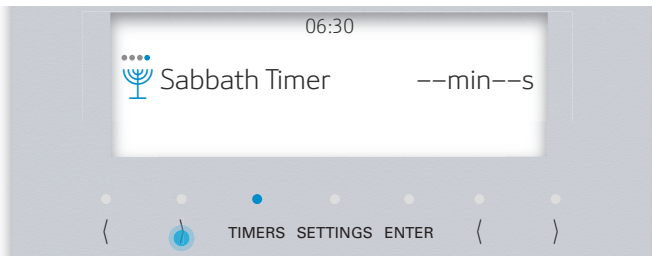 06:30
Sabbath Timer --min--s
⟨ ⟩ TIMERS SETTINGS ENTER ⟨ ⟩